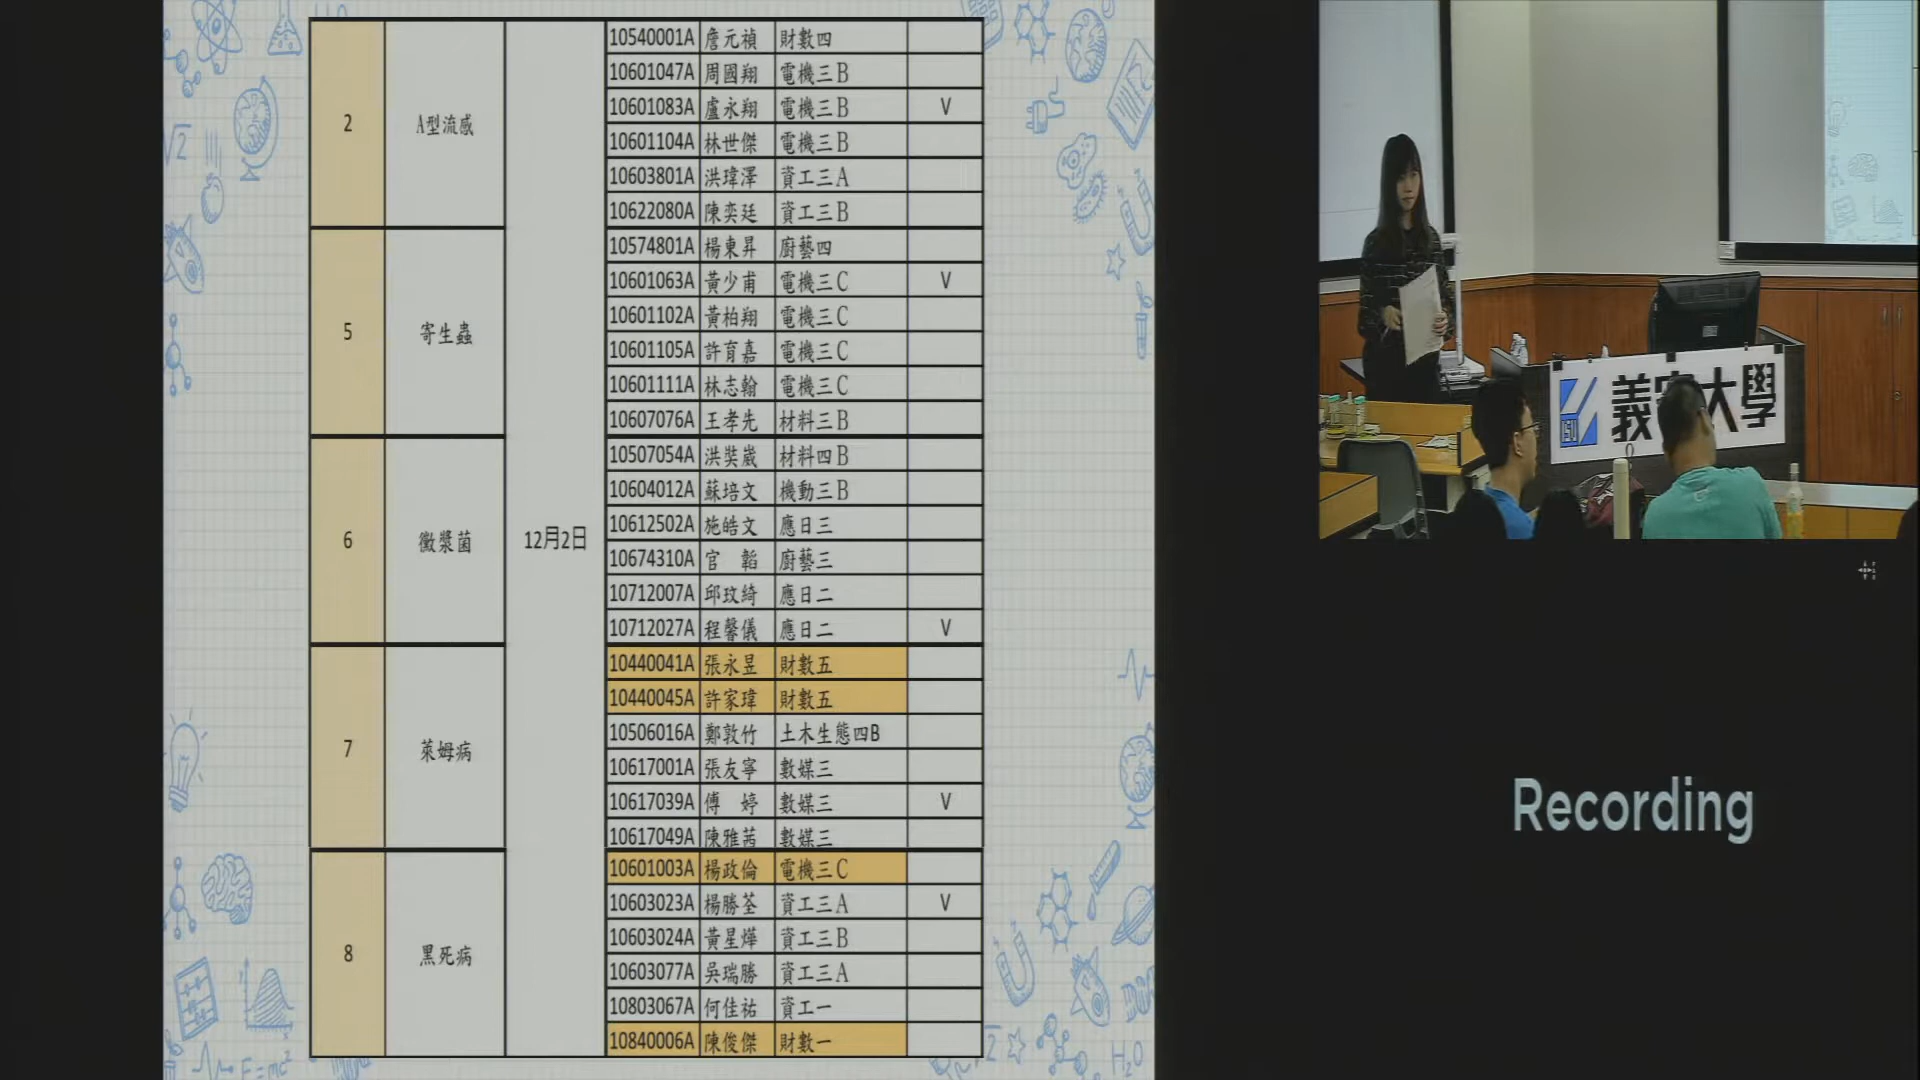 10540001A 詹元禎 財數四
10601047A 周國翔 電機三B
2 A型流感 10601083A 盧永翔 電機三B V
10601104A 林世傑 電機三B
10603801A 洪瑋澤 資工三A
10622080A 陳奕廷 資工三B
10574801A 楊東昇 廚藝四
10601063A 黃少甫 電機三C V
10601102A 黃柏翔 電機三C
5 寄生蟲 10601105A 許育嘉 電機三C
10601111A 林志翰 電機三C
10607076A 王孝先 材料三B
10507054A 洪奘崴 材料四B
10604012A 蘇培文 機動三B
10612502A 施皓文 應日三
6 黴漿菌 12月2日 10674310A 官 韜 廚藝三
10712007A 邱玟綺 應日二
10712027A 程馨儀 應日二 V
10440041A 張永昱 財數五
10440045A 許家瑋 財數五
10506016A 鄭敦竹 土木生態四B
7 萊姆病 10617001A 張友寧 數媒三
10617039A 傅 婷 數媒三 V
10617049A 陳雅茜 數媒三
10601003A 楊政倫 電機三C
10603023A 楊勝荃 資工三A V
10603024A 黃星燁 資工三B
8 黑死病 10603077A 吳瑞勝 資工三A
10803067A 何佳祐 資工一
10840006A 陳俊傑 財數一
√2
E=mc²
H₂O
ISU 義守大學
Recording